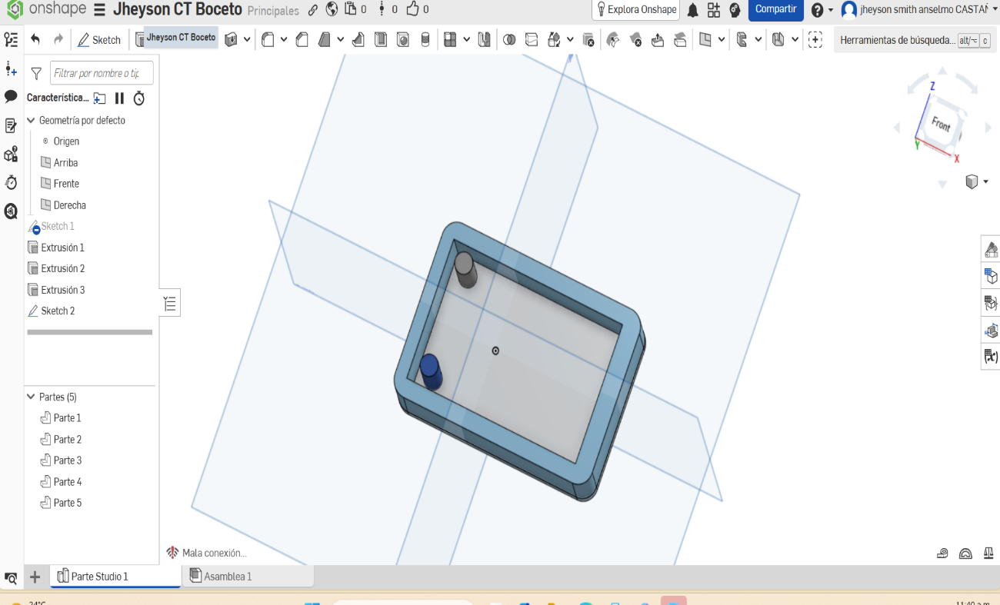 onshape Jheyson CT Boceto Principales 0 0 0 Explora Onshape Compartir jheyson smith anselmo CASTAÑ
Sketch Jheyson CT Boceto Herramientas de búsqueda... alt/⌥ c
Filtrar por nombre o tip
Característica...
Geometría por defecto
Origen
Arriba
Frente
Derecha
Sketch 1
Extrusión 1
Extrusión 2
Extrusión 3
Sketch 2
Partes (5)
Parte 1
Parte 2
Parte 3
Parte 4
Parte 5
Z
Front
Y
X
Mala conexión...
Parte Studio 1
Asamblea 1
24°C
11:40 a.m.